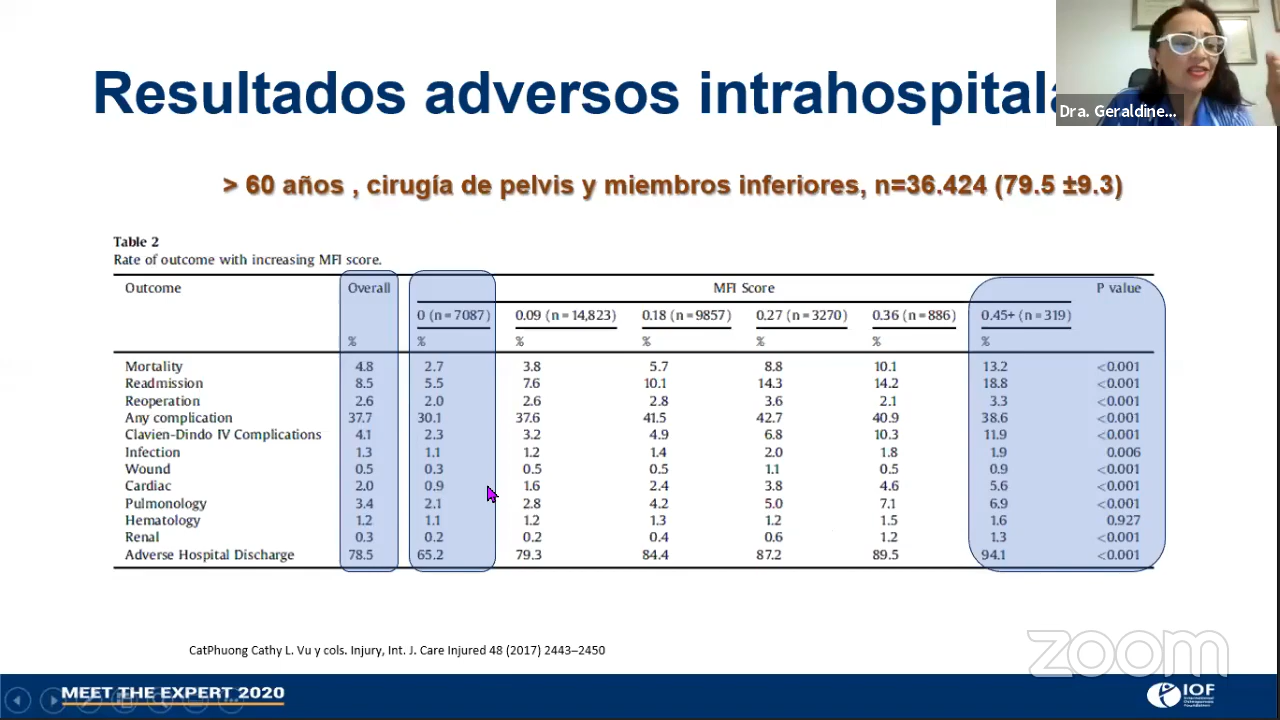 Resultados adversos intrahospitala
Dra. Geraldine...
> 60 años , cirugía de pelvis y miembros inferiores, n=36.424 (79.5 ±9.3)
Table 2
Rate of outcome with increasing MFI score.
Outcome Overall MFI Score P value
0 (n = 7087) 0.09 (n = 14,823) 0.18 (n = 9857) 0.27 (n = 3270) 0.36 (n = 886) 0.45+ (n = 319)
% % % % % % %
Mortality 4.8 2.7 3.8 5.7 8.8 10.1 13.2 <0.001
Readmission 8.5 5.5 7.6 10.1 14.3 14.2 18.8 <0.001
Reoperation 2.6 2.0 2.6 2.8 3.6 2.1 3.3 <0.001
Any complication 37.7 30.1 37.6 41.5 42.7 40.9 38.6 <0.001
Clavien-Dindo IV Complications 4.1 2.3 3.2 4.9 6.8 10.3 11.9 <0.001
Infection 1.3 1.1 1.2 1.4 2.0 1.8 1.9 0.006
Wound 0.5 0.3 0.5 0.5 1.1 0.5 0.9 <0.001
Cardiac 2.0 0.9 1.6 2.4 3.8 4.6 5.6 <0.001
Pulmonology 3.4 2.1 2.8 4.2 5.0 7.1 6.9 <0.001
Hematology 1.2 1.1 1.2 1.3 1.2 1.5 1.6 0.927
Renal 0.3 0.2 0.2 0.4 0.6 1.2 1.3 <0.001
Adverse Hospital Discharge 78.5 65.2 79.3 84.4 87.2 89.5 94.1 <0.001
CatPhuong Cathy L. Vu y cols. Injury, Int. J. Care Injured 48 (2017) 2443–2450
zoom
MEET THE EXPERT 2020
IOF
International
Osteoporosis
Foundation